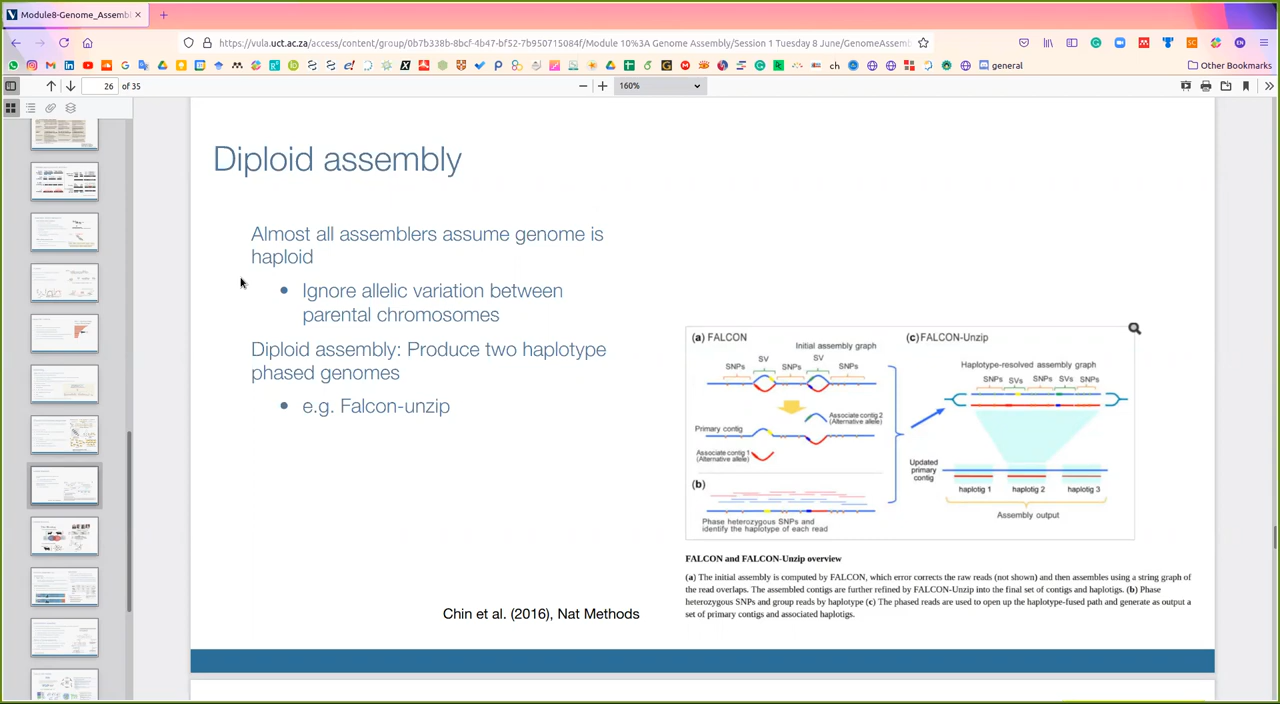 Module8-Genome_Assembl
https://vula.uct.ac.za/access/content/group/0b7b338b-8bcf-4b47-bf52-7b950715084f/Module 10%3A Genome Assembly/Session 1 Tuesday 8 June/GenomeAssemb
ch
general
Other Bookmarks
26 of 35
160%
Diploid assembly
Almost all assemblers assume genome is
haploid
• Ignore allelic variation between
parental chromosomes
Diploid assembly: Produce two haplotype
phased genomes
• e.g. Falcon-unzip
(a) FALCON
Initial assembly graph
SNPs SV SNPs SV SNPs
Associate contig 2
(Alternative allele)
Primary contig
Associate contig 1
(Alternative allele)
(b)
Phase heterozygous SNPs and
identify the haplotype of each read
(c) FALCON-Unzip
Haplotype-resolved assembly graph
SNPs SVs SNPs SVs SNPs
Updated
primary
contig
haplotig 1 haplotig 2 haplotig 3
Assembly output
FALCON and FALCON-Unzip overview
(a) The initial assembly is computed by FALCON, which error corrects the raw reads (not shown) and then assembles using a string graph of
the read overlaps. The assembled contigs are further refined by FALCON-Unzip into the final set of contigs and haplotigs. (b) Phase
heterozygous SNPs and group reads by haplotype (c) The phased reads are used to open up the haplotype-fused path and generate as output a
set of primary contigs and associated haplotigs.
Chin et al. (2016), Nat Methods